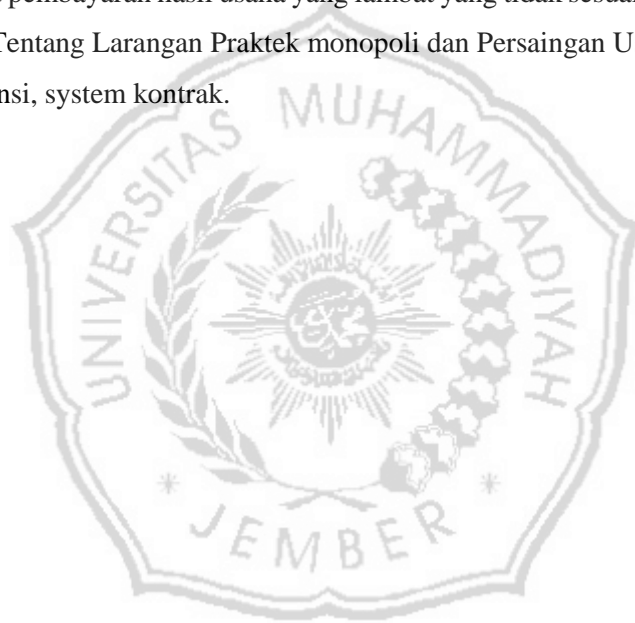 pembayaran hasil usaha yang lambat yang tidak sesuai
Tentang Larangan Praktek monopoli dan Persaingan U
nsi, system kontrak.
UNIVERSITAS MUHAMMADIYAH
JEMBER